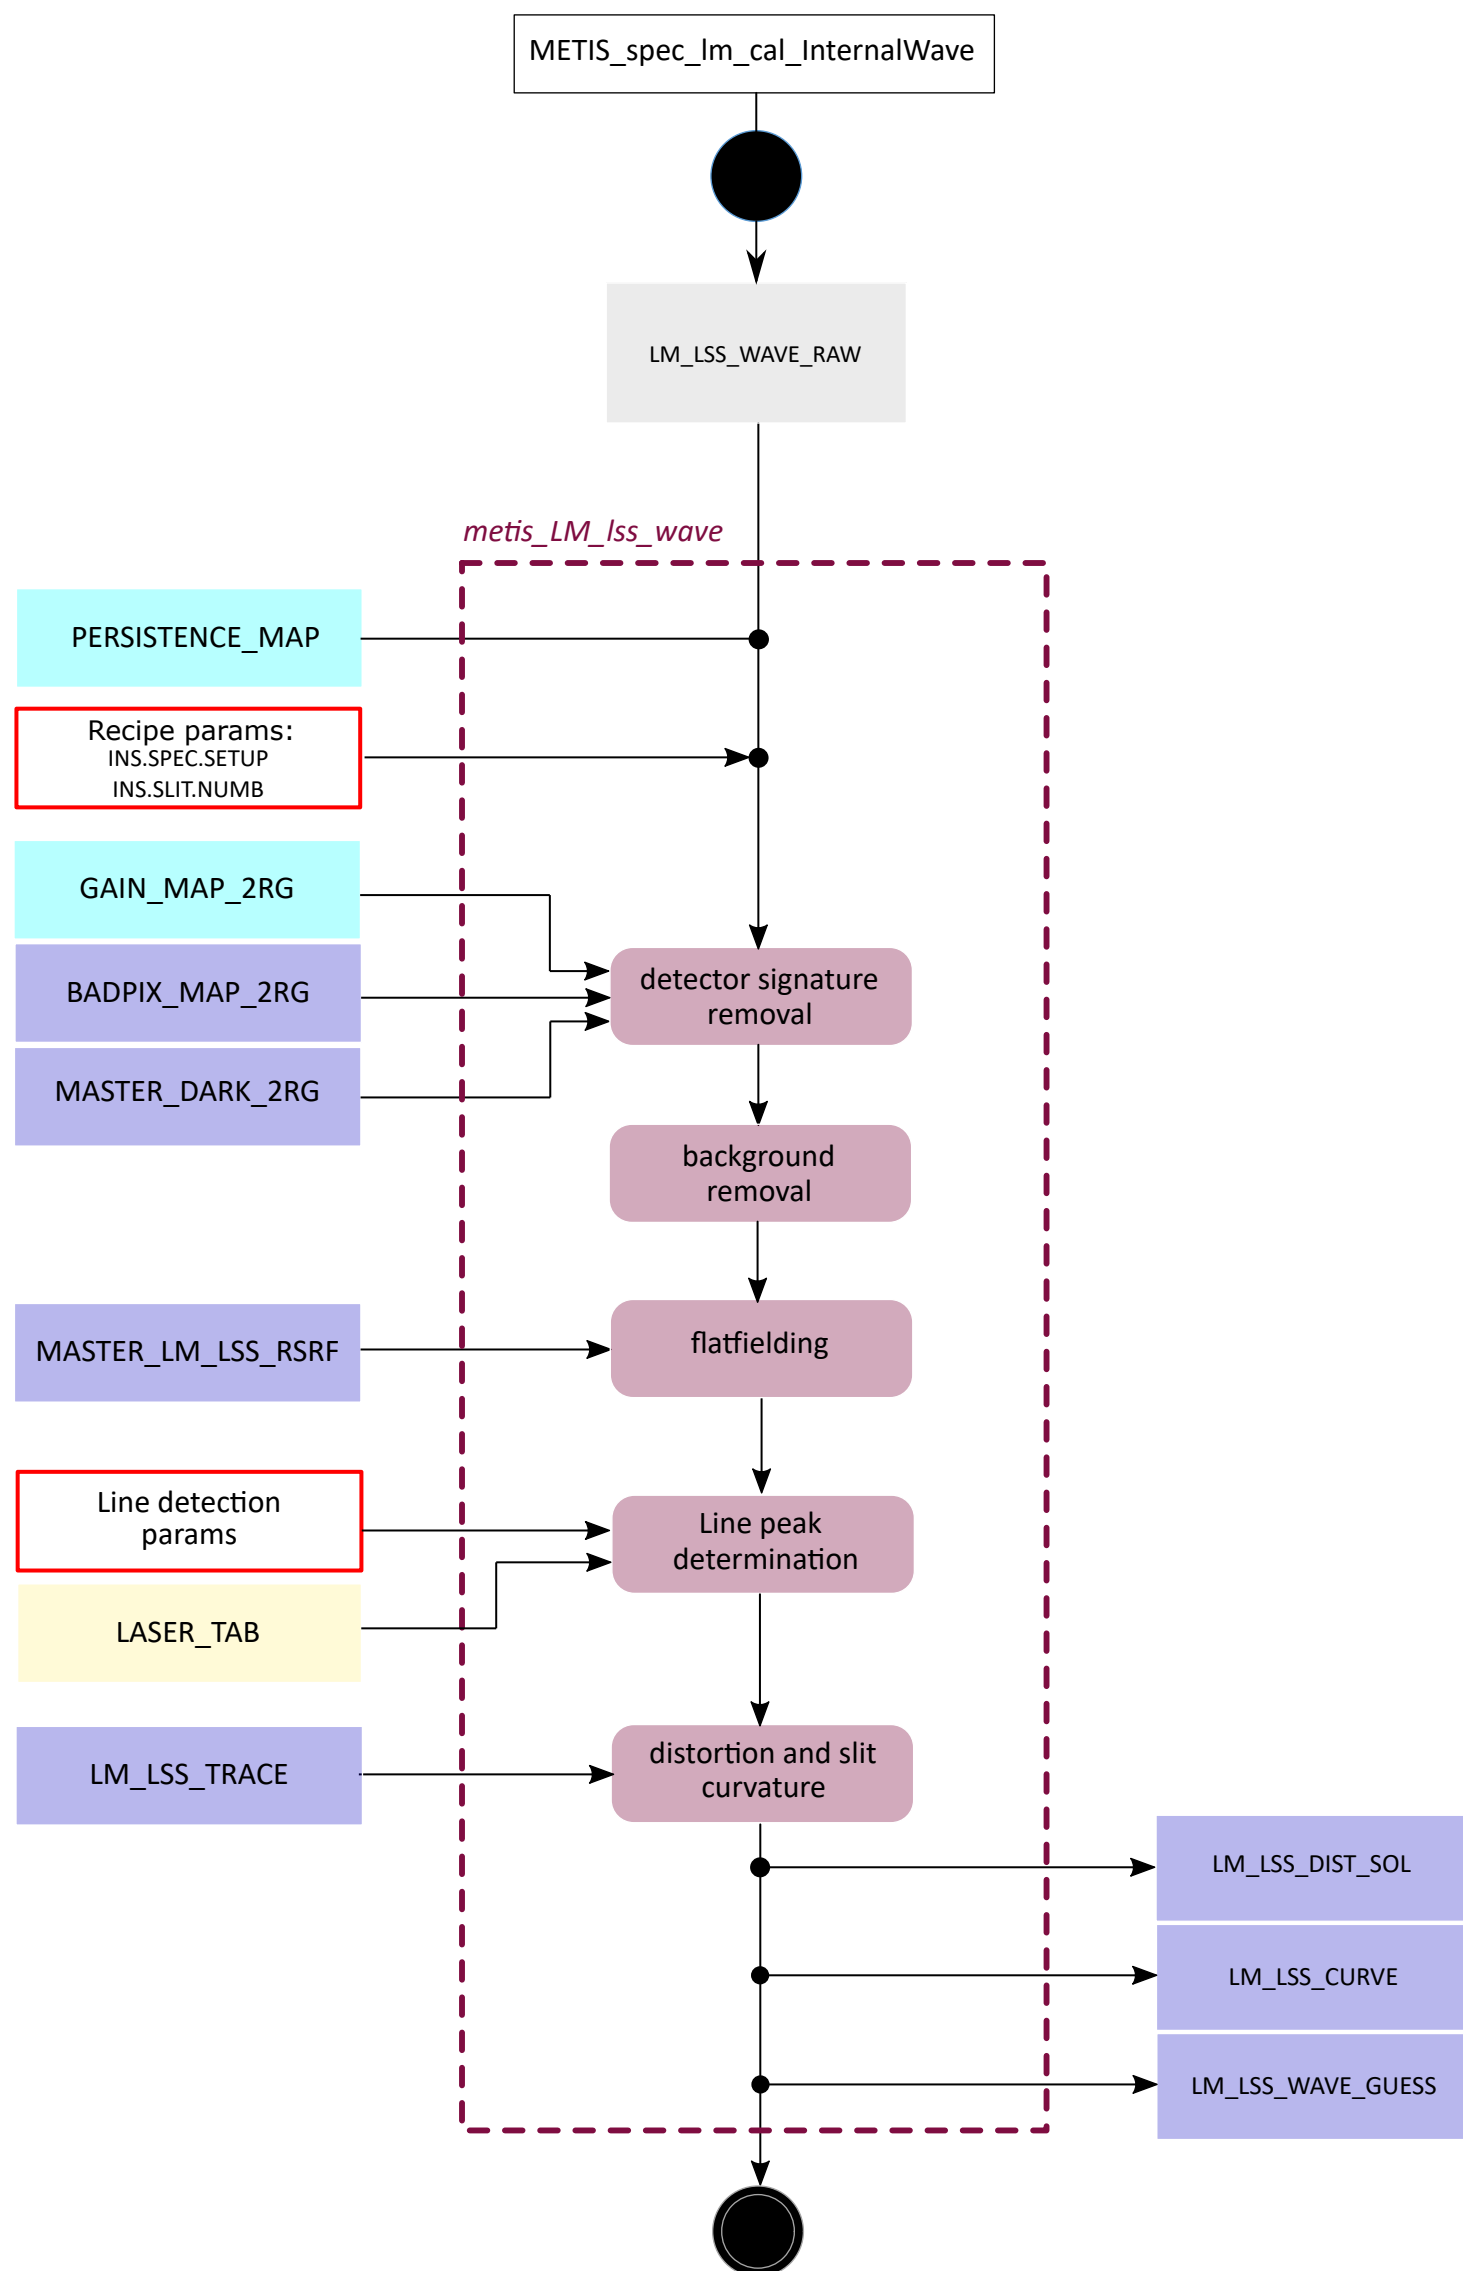 METIS_spec_lm_cal_InternalWave
LM_LSS_WAVE_RAW
metis_LM_lss_wave
PERSISTENCE_MAP
Recipe params:
INS.SPEC.SETUP
INS.SLIT.NUMB
GAIN_MAP_2RG
BADPIX_MAP_2RG
MASTER_DARK_2RG
detector signature
removal
background
removal
MASTER_LM_LSS_RSRF
flatfielding
Line detection
params
LASER_TAB
Line peak
determination
LM_LSS_TRACE
distortion and slit
curvature
LM_LSS_DIST_SOL
LM_LSS_CURVE
LM_LSS_WAVE_GUESS